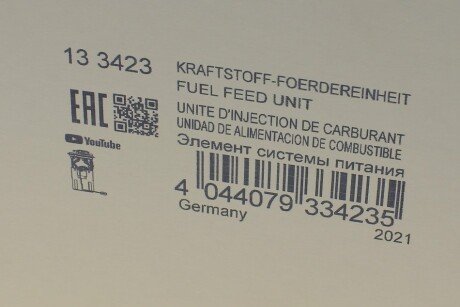 13 3423
KRAFTSTOFF-FOERDEREINHEIT
FUEL FEED UNIT
UNITE D'INJECTION DE CARBURANT
UNIDAD DE ALIMENTACION DE COMBUSTIBLE
Элемент системы питания
EAC
YouTube
4 044079 334235
Germany
2021